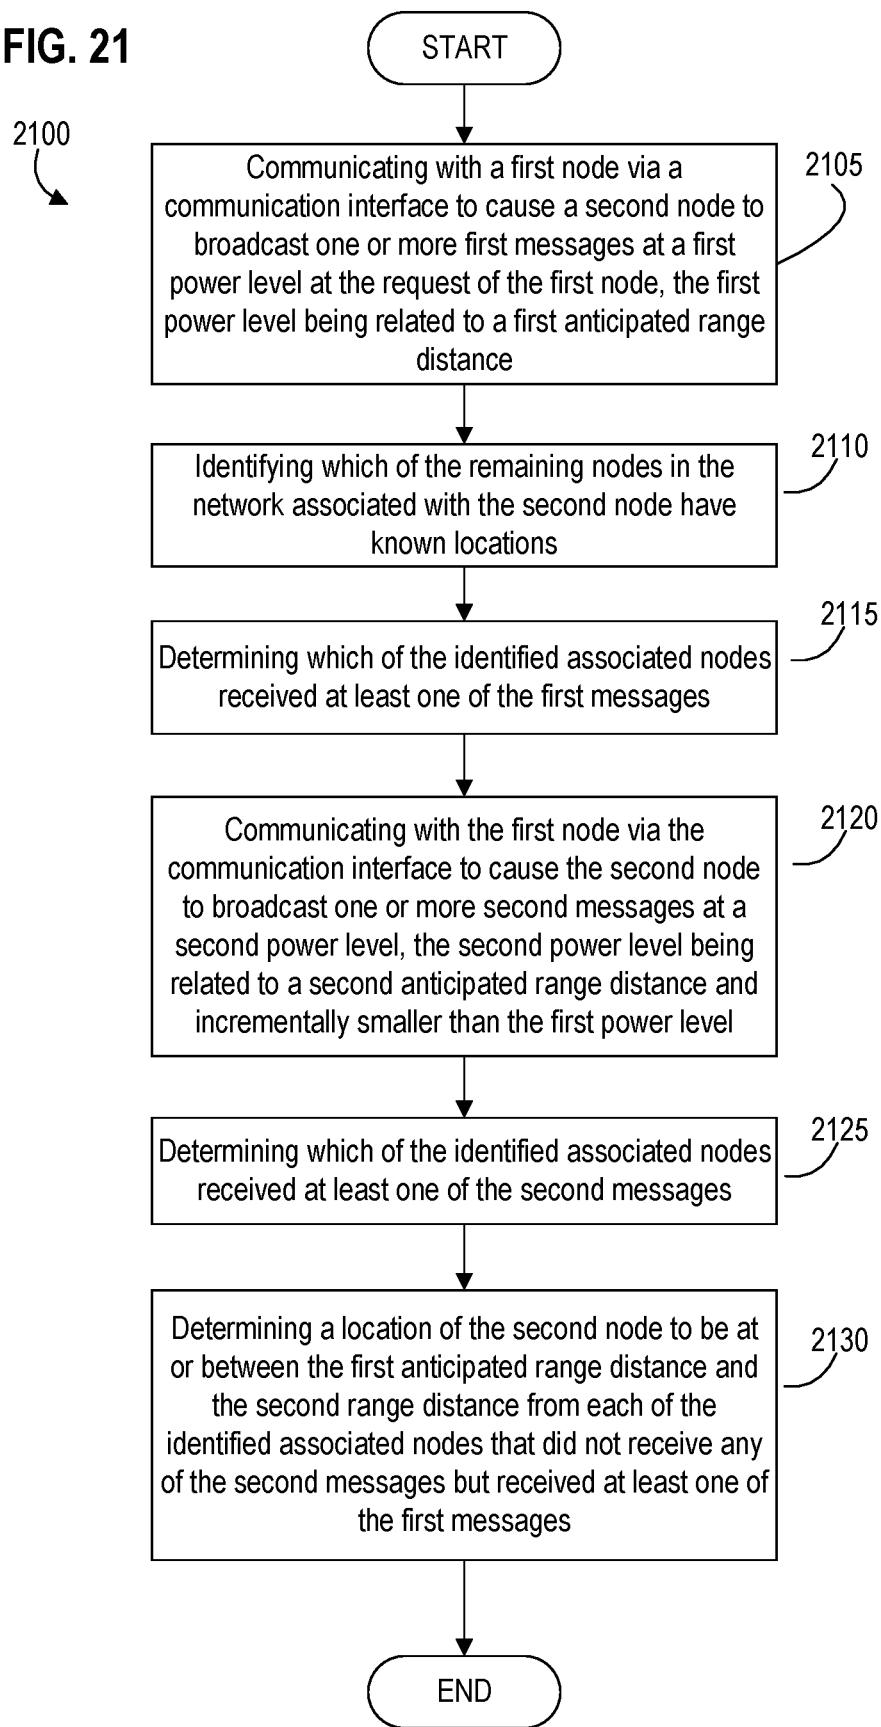 FIG. 21
START
2100
2105
Communicating with a first node via a
communication interface to cause a second node to
broadcast one or more first messages at a first
power level at the request of the first node, the first
power level being related to a first anticipated range
distance
2110
Identifying which of the remaining nodes in the
network associated with the second node have
known locations
2115
Determining which of the identified associated nodes
received at least one of the first messages
2120
Communicating with the first node via the
communication interface to cause the second node
to broadcast one or more second messages at a
second power level, the second power level being
related to a second anticipated range distance and
incrementally smaller than the first power level
2125
Determining which of the identified associated nodes
received at least one of the second messages
2130
Determining a location of the second node to be at
or between the first anticipated range distance and
the second range distance from each of the
identified associated nodes that did not receive any
of the second messages but received at least one of
the first messages
END